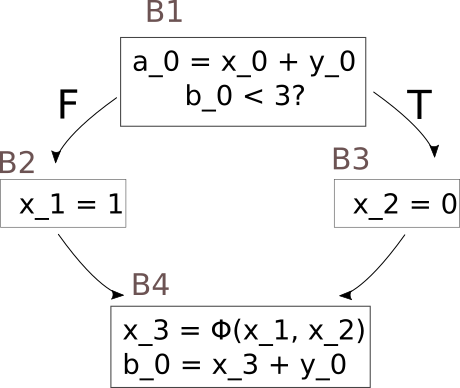 B1
a_0 = x_0 + y_0
b_0 < 3?
F
T
B2
B3
x_1 = 1
x_2 = 0
B4
x_3 = Φ(x_1, x_2)
b_0 = x_3 + y_0